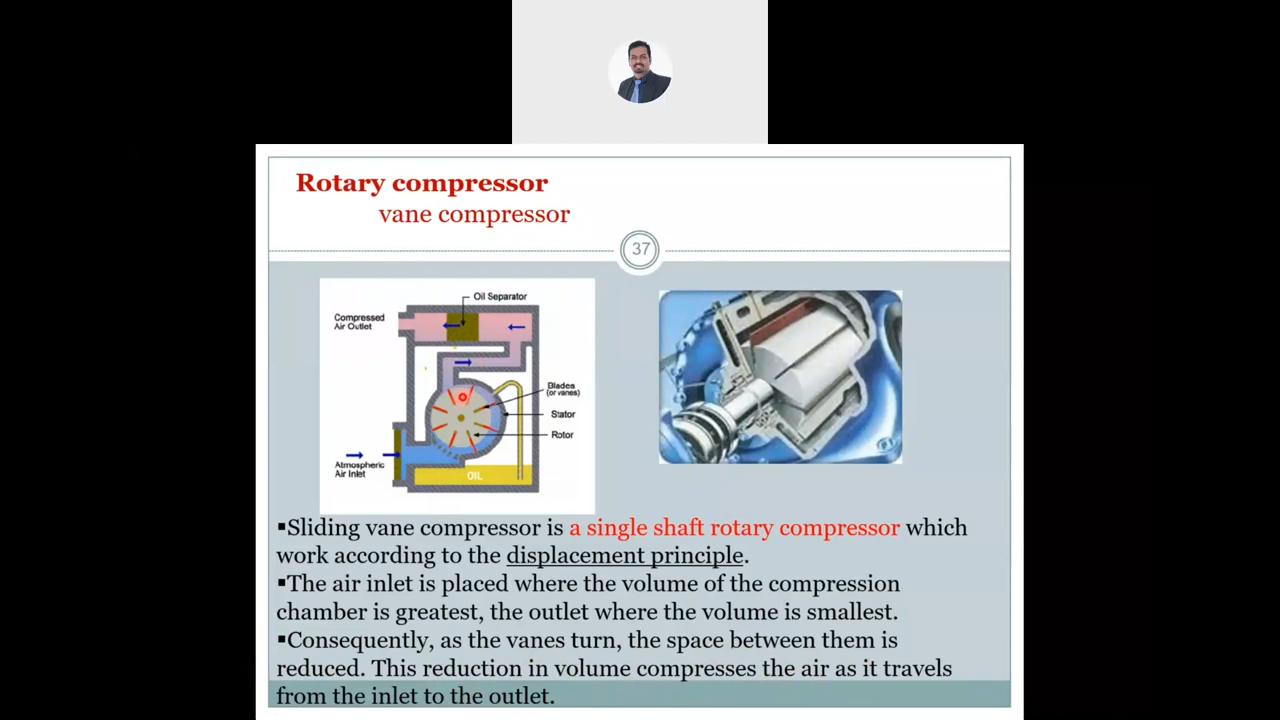 Rotary compressor
vane compressor
37
Oil Separator
Compressed
Air Outlet
Blades
(or vanes)
Stator
Rotor
Atmospheric
Air Inlet
OIL
▪Sliding vane compressor is a single shaft rotary compressor which
work according to the displacement principle.
▪The air inlet is placed where the volume of the compression
chamber is greatest, the outlet where the volume is smallest.
▪Consequently, as the vanes turn, the space between them is
reduced. This reduction in volume compresses the air as it travels
from the inlet to the outlet.